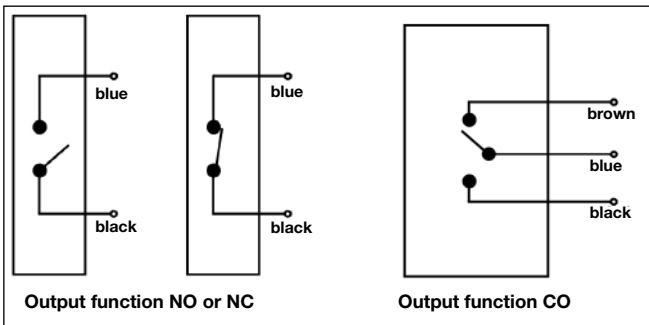 blue
blue
brown
blue
black
black
black
Output function NO or NC
Output function CO